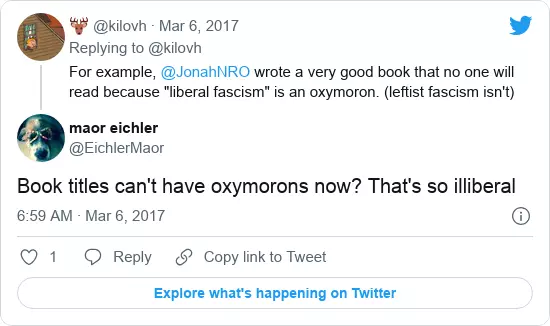 🦌 @kilovh · Mar 6, 2017
Replying to @kilovh
For example, @JonahNRO wrote a very good book that no one will
read because "liberal fascism" is an oxymoron. (leftist fascism isn't)
maor eichler
@EichlerMaor
Book titles can't have oxymorons now? That's so illiberal
6:59 AM · Mar 6, 2017
1 Reply Copy link to Tweet
Explore what's happening on Twitter